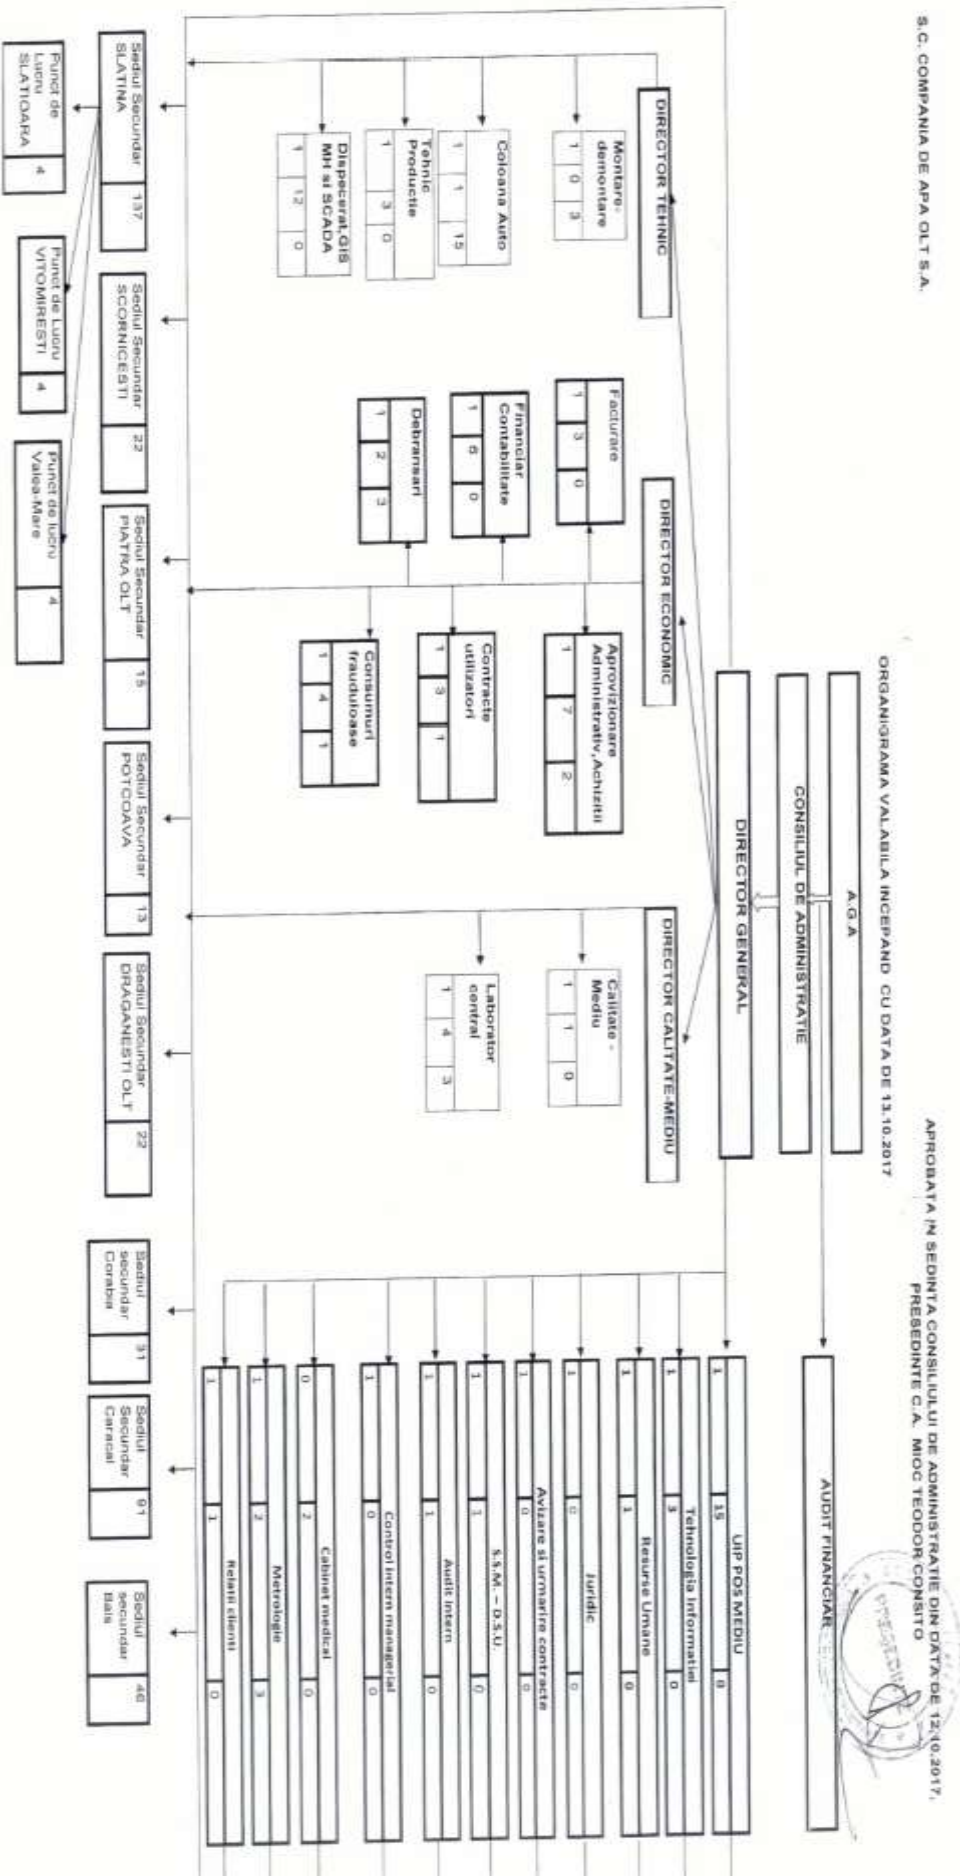 S.C. COMPANIA DE APA OLT S.A.
APROBATA IN SEDINTA CONSILIULUI DE ADMINISTRATIE DIN DATA DE 12.10.2017,
PRESEDINTE C.A. MIOC TEODOR CONSITO
PRESEDINTE
ORGANIGRAMA VALABILA INCEPAND CU DATA DE 13.10.2017
A.G.A
CONSILIUL DE ADMINISTRATIE
AUDIT FINANCIAR
DIRECTOR GENERAL
DIRECTOR TEHNIC
DIRECTOR ECONOMIC
DIRECTOR CALITATE-MEDIU
Montare-
demontare
1 0 3
Coloana Auto
1 1 15
Tehnic
Productie
1 3 0
Dispecerat,GIS
MH si SCADA
1 12 0
Facturare
1 3 0
Financiar
Contabilitate
1 6 0
Debransari
1 2 3
Aprovizionare
Administrativ,Achizitii
1 7 2
Contracte
utilizatori
1 3 1
Consumuri
frauduloase
1 4 1
Calitate -
Mediu
1 1 0
Laborator
central
1 4 3
UIP POS MEDIU
1 15 0
Tehnologia Informatiei
1 3 0
Resurse Umane
1 1 0
Juridic
1 0 0
Avizare si urmarire contracte
1 0 0
S.S.M. – D.S.U.
1 1 0
Audit Intern
1 1 0
Control intern managerial
1 0 0
Cabinet medical
0 2 0
Metrologie
1 2 3
Relatii clienti
1 1 0
Sediul Secundar
SLATINA
137
Sediul Secundar
SCORNICESTI
22
Sediul Secundar
PIATRA OLT
15
Sediul Secundar
POTCOAVA
13
Sediul Secundar
DRAGANESTI OLT
22
Sediul
secundar
Corabia
31
Sediul
Secundar
Caracal
91
Sediul
secundar
Bals
46
Punct de
Lucru
SLATIOARA
4
Punct de Lucru
VITOMIRESTI
4
Punct de lucru
Valea-Mare
4